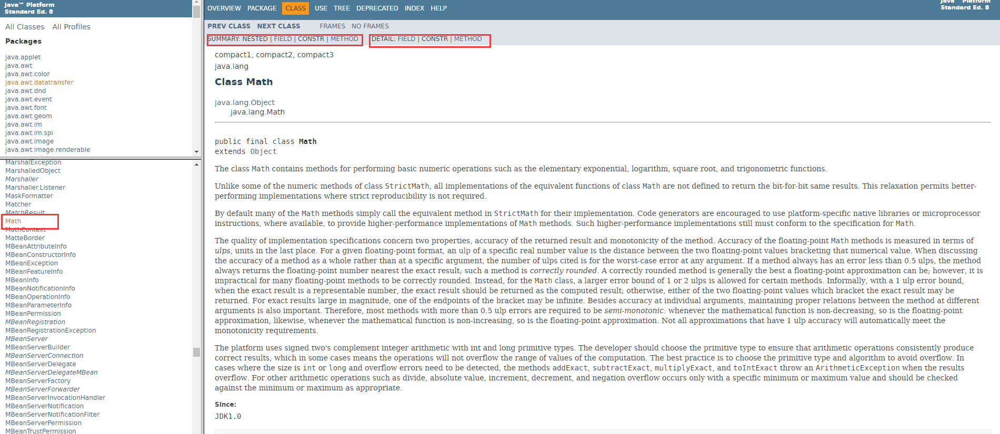 Java™ Platform
Standard Ed. 8
All Classes All Profiles
Packages
java.applet
java.awt
java.awt.color
java.awt.datatransfer
java.awt.dnd
java.awt.event
java.awt.font
java.awt.geom
java.awt.im
java.awt.im.spi
java.awt.image
java.awt.image.renderable
MarshalException
MarshalledObject
Marshaller
Marshaller.Listener
MaskFormatter
Matcher
MatchResult
Math
MathContext
MatteBorder
MBeanAttributeInfo
MBeanConstructorInfo
MBeanException
MBeanFeatureInfo
MBeanInfo
MBeanNotificationInfo
MBeanOperationInfo
MBeanParameterInfo
MBeanPermission
MBeanRegistration
MBeanRegistrationException
MBeanServer
MBeanServerBuilder
MBeanServerConnection
MBeanServerDelegate
MBeanServerDelegateMBean
MBeanServerFactory
MBeanServerForwarder
MBeanServerInvocationHandler
MBeanServerNotification
MBeanServerNotificationFilter
MBeanServerPermission
MBeanTrustPermission
OVERVIEW PACKAGE CLASS USE TREE DEPRECATED INDEX HELP
Java™ Platform
Standard Ed. 8
PREV CLASS NEXT CLASS FRAMES NO FRAMES
SUMMARY: NESTED | FIELD | CONSTR | METHOD DETAIL: FIELD | CONSTR | METHOD
compact1, compact2, compact3
java.lang
Class Math
java.lang.Object
java.lang.Math
public final class Math
extends Object
The class Math contains methods for performing basic numeric operations such as the elementary exponential, logarithm, square root, and trigonometric functions.
Unlike some of the numeric methods of class StrictMath, all implementations of the equivalent functions of class Math are not defined to return the bit-for-bit same results. This relaxation permits better-
performing implementations where strict reproducibility is not required.
By default many of the Math methods simply call the equivalent method in StrictMath for their implementation. Code generators are encouraged to use platform-specific native libraries or microprocessor
instructions, where available, to provide higher-performance implementations of Math methods. Such higher-performance implementations still must conform to the specification for Math.
The quality of implementation specifications concern two properties, accuracy of the returned result and monotonicity of the method. Accuracy of the floating-point Math methods is measured in terms of
ulps, units in the last place. For a given floating-point format, an ulp of a specific real number value is the distance between the two floating-point values bracketing that numerical value. When discussing
the accuracy of a method as a whole rather than at a specific argument, the number of ulps cited is for the worst-case error at any argument. If a method always has an error less than 0.5 ulps, the method
always returns the floating-point number nearest the exact result; such a method is correctly rounded. A correctly rounded method is generally the best a floating-point approximation can be; however, it is
impractical for many floating-point methods to be correctly rounded. Instead, for the Math class, a larger error bound of 1 or 2 ulps is allowed for certain methods. Informally, with a 1 ulp error bound,
when the exact result is a representable number, the exact result should be returned as the computed result; otherwise, either of the two floating-point values which bracket the exact result may be
returned. For exact results large in magnitude, one of the endpoints of the bracket may be infinite. Besides accuracy at individual arguments, maintaining proper relations between the method at different
arguments is also important. Therefore, most methods with more than 0.5 ulp errors are required to be semi-monotonic: whenever the mathematical function is non-decreasing, so is the floating-point
approximation, likewise, whenever the mathematical function is non-increasing, so is the floating-point approximation. Not all approximations that have 1 ulp accuracy will automatically meet the
monotonicity requirements.
The platform uses signed two's complement integer arithmetic with int and long primitive types. The developer should choose the primitive type to ensure that arithmetic operations consistently produce
correct results, which in some cases means the operations will not overflow the range of values of the computation. The best practice is to choose the primitive type and algorithm to avoid overflow. In
cases where the size is int or long and overflow errors need to be detected, the methods addExact, subtractExact, multiplyExact, and toIntExact throw an ArithmeticException when the results
overflow. For other arithmetic operations such as divide, absolute value, increment, decrement, and negation overflow occurs only with a specific minimum or maximum value and should be checked
against the minimum or maximum as appropriate.
Since:
JDK1.0